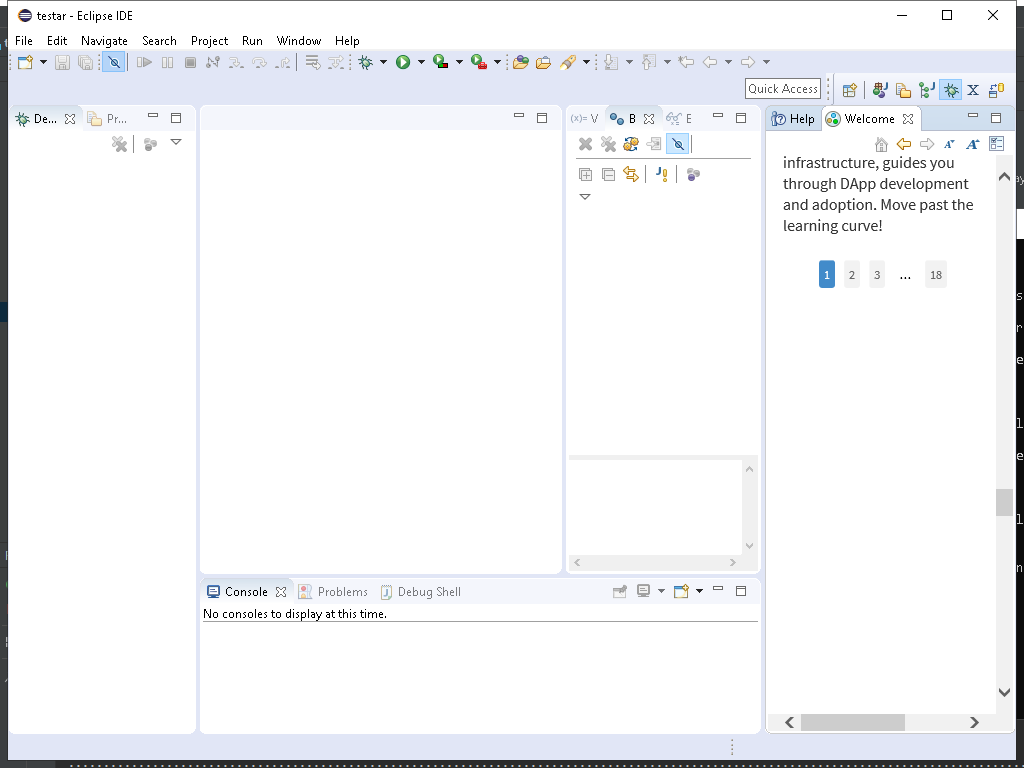 testar - Eclipse IDE
File Edit Navigate Search Project Run Window Help
Quick Access
De...
Pr...
(x)= V
B
E
Help
Welcome
infrastructure, guides you
through DApp development
and adoption. Move past the
learning curve!
1 2 3 ... 18
Console
Problems
Debug Shell
No consoles to display at this time.